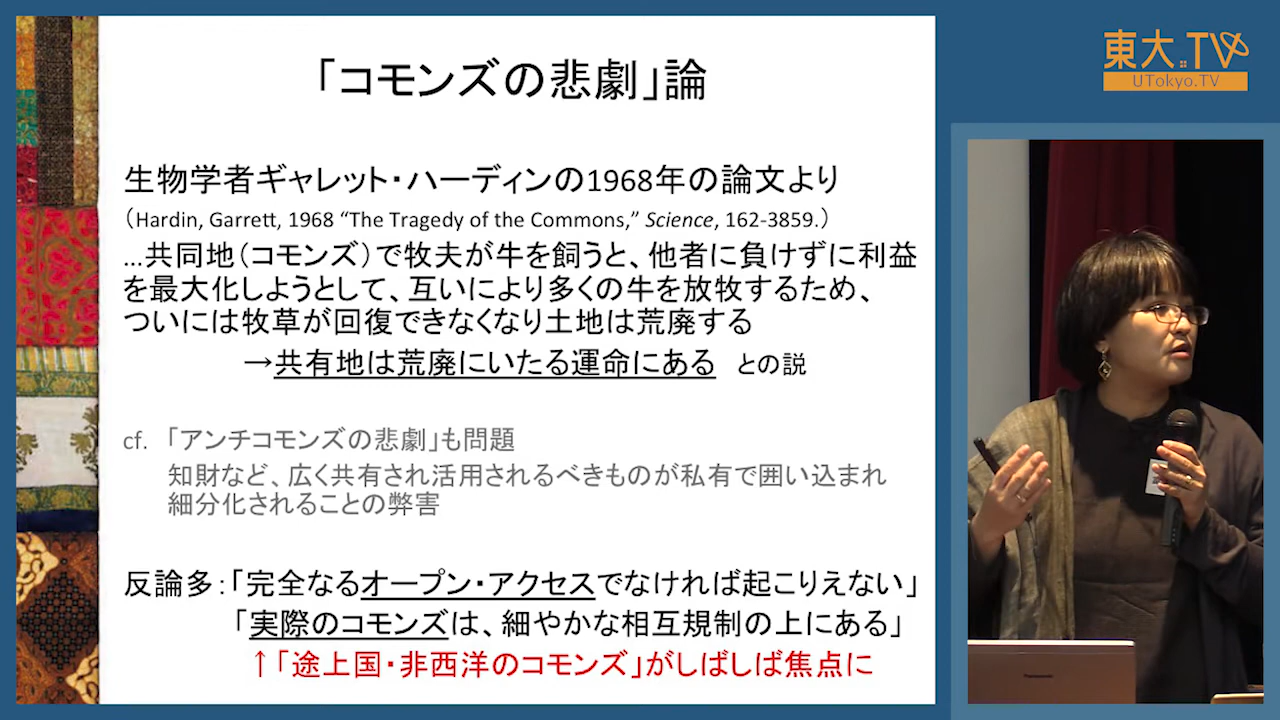 「コモンズの悲劇」論
生物学者ギャレット・ハーディンの1968年の論文より
（Hardin, Garrett, 1968 “The Tragedy of the Commons,” Science, 162-3859.）
…共同地（コモンズ）で牧夫が牛を飼うと、他者に負けずに利益
を最大化しようとして、互いにより多くの牛を放牧するため、
ついには牧草が回復できなくなり土地は荒廃する
→共有地は荒廃にいたる運命にある との説
cf. 「アンチコモンズの悲劇」も問題
知財など、広く共有され活用されるべきものが私有で囲い込まれ
細分化されることの弊害
反論多：「完全なるオープン・アクセスでなければ起こりえない」
「実際のコモンズは、細やかな相互規制の上にある」
↑「途上国・非西洋のコモンズ」がしばしば焦点に
東大.TV
UTokyo.TV
Panasonic